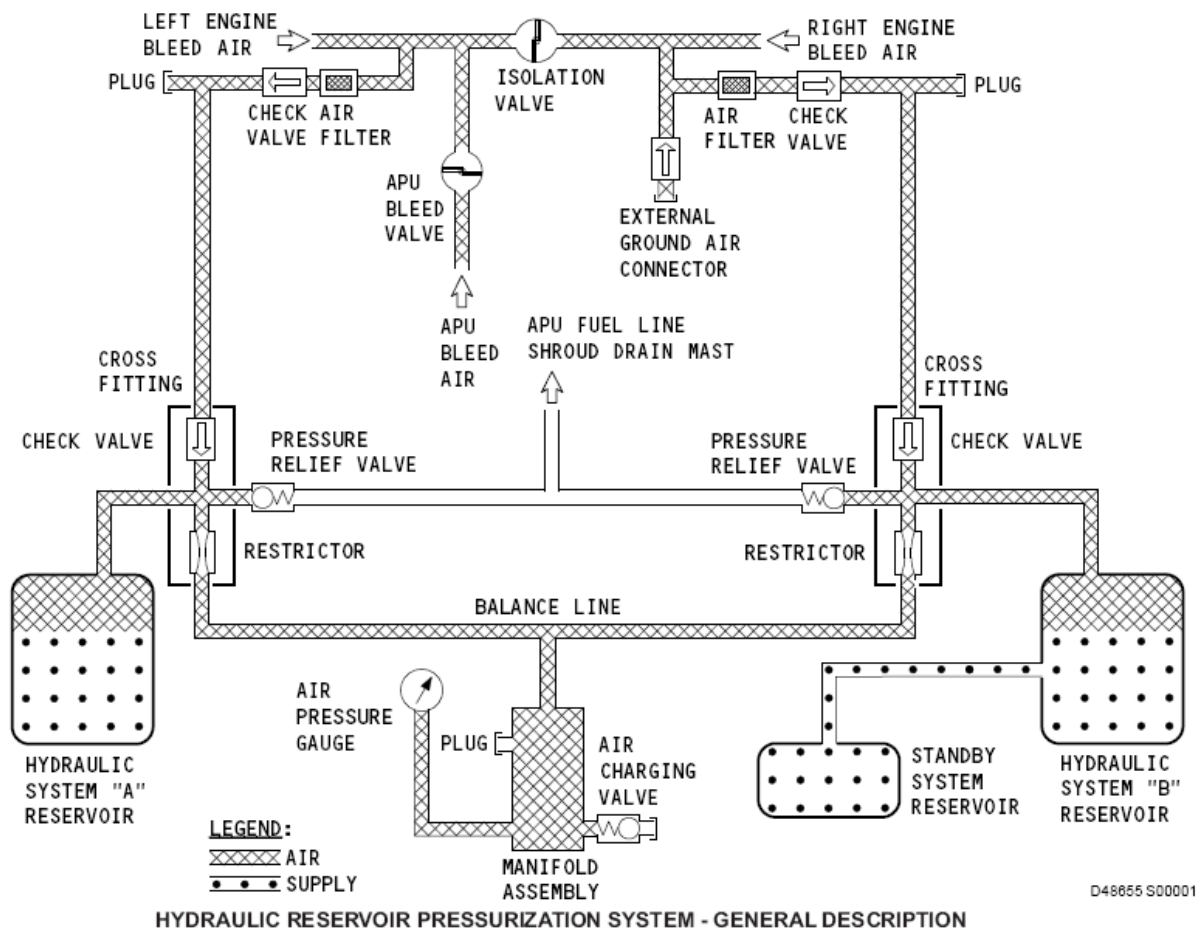 LEFT ENGINE
BLEED AIR
RIGHT ENGINE
BLEED AIR
PLUG
CHECK
VALVE
AIR
FILTER
ISOLATION
VALVE
AIR
FILTER
CHECK
VALVE
PLUG
APU
BLEED
VALVE
EXTERNAL
GROUND AIR
CONNECTOR
APU
BLEED
AIR
APU FUEL LINE
SHROUD DRAIN MAST
CROSS
FITTING
CROSS
FITTING
CHECK VALVE
PRESSURE
RELIEF VALVE
PRESSURE
RELIEF VALVE
CHECK VALVE
RESTRICTOR
RESTRICTOR
BALANCE LINE
AIR
PRESSURE
GAUGE
PLUG
AIR
CHARGING
VALVE
HYDRAULIC
SYSTEM "A"
RESERVOIR
STANDBY
SYSTEM
RESERVOIR
HYDRAULIC
SYSTEM "B"
RESERVOIR
LEGEND:
AIR
SUPPLY
MANIFOLD
ASSEMBLY
D48655 S00001
HYDRAULIC RESERVOIR PRESSURIZATION SYSTEM - GENERAL DESCRIPTION